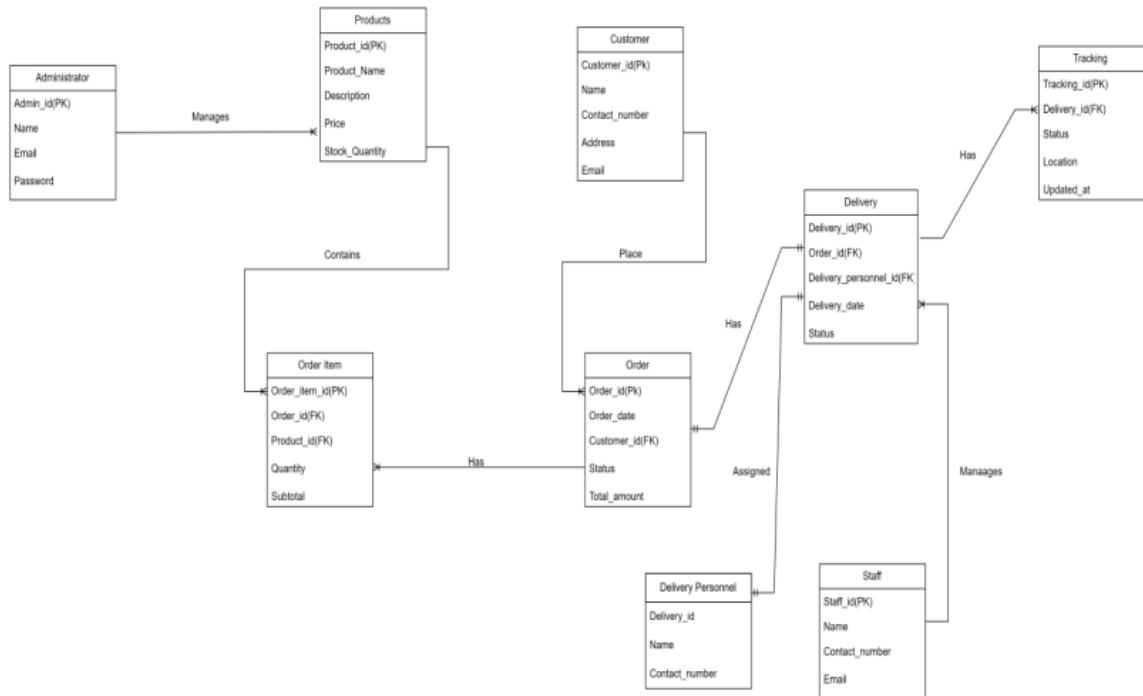 Products
Product_id(PK)
Product_Name
Description
Price
Stock_Quantity
Customer
Customer_id(Pk)
Name
Contact_number
Address
Email
Tracking
Tracking_id(PK)
Delivery_id(FK)
Status
Location
Updated_at
Administrator
Admin_id(PK)
Name
Email
Password
Manages
Has
Delivery
Delivery_id(PK)
Order_id(FK)
Delivery_personnel_id(FK)
Delivery_date
Status
Contains
Place
Has
Order Item
Order_item_id(PK)
Order_id(FK)
Product_id(FK)
Quantity
Subtotal
Has
Order
Order_id(Pk)
Order_date
Customer_id(FK)
Status
Total_amount
Assigned
Manaages
Delivery Personnel
Delivery_id
Name
Contact_number
Staff
Staff_id(PK)
Name
Contact_number
Email